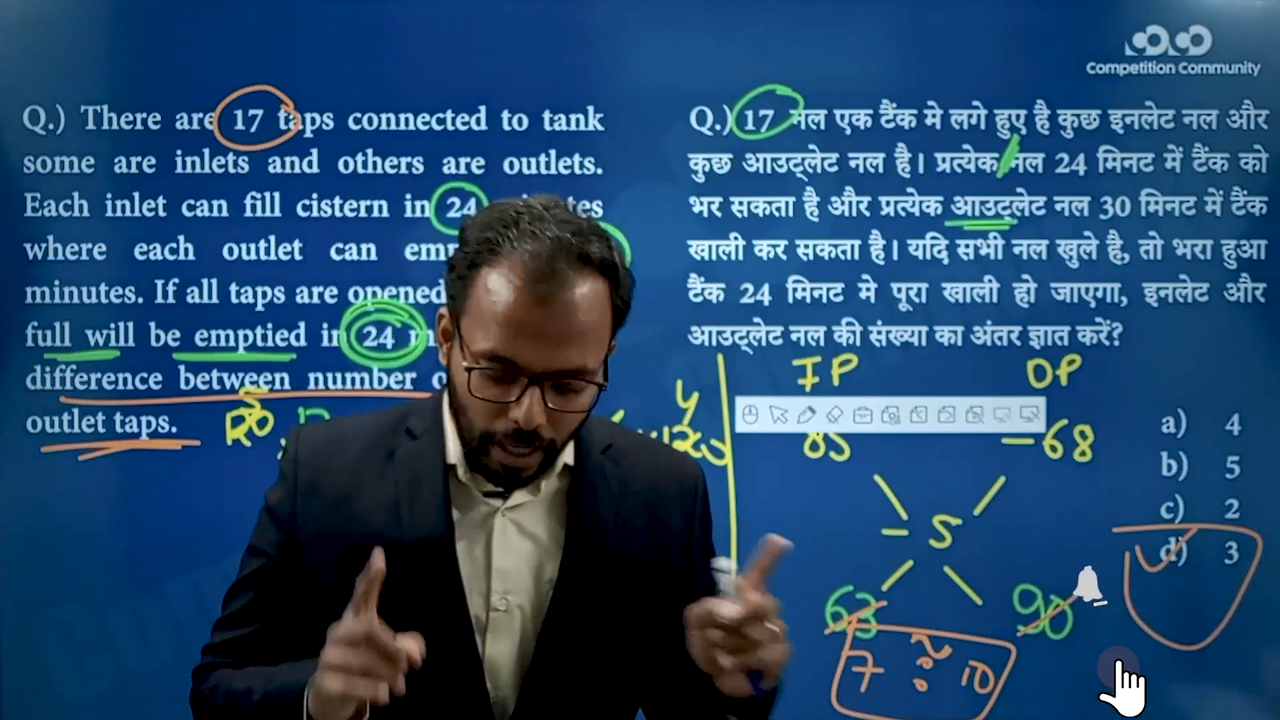 Competition Community
Q.) There are 17 taps connected to tank
some are inlets and others are outlets.
Each inlet can fill cistern in 24
where each outlet can
minutes. If all taps are opened
full will be emptied in 24
difference between number
outlet taps.
Q.) 17 नल एक टैंक मे लगे हुए है कुछ इनलेट नल और
कुछ आउट्लेट नल है। प्रत्येक नल 24 मिनट में टैंक को
भर सकता है और प्रत्येक आउट्लेट नल 30 मिनट में टैंक
खाली कर सकता है। यदि सभी नल खुले है, तो भरा हुआ
टैंक 24 मिनट मे पूरा खाली हो जाएगा, इनलेट और
आउट्लेट नल की संख्या का अंतर ज्ञात करें?
IP OP
85 -68
- 5
63 90
7 : 10
a) 4
b) 5
c) 2
d) 3